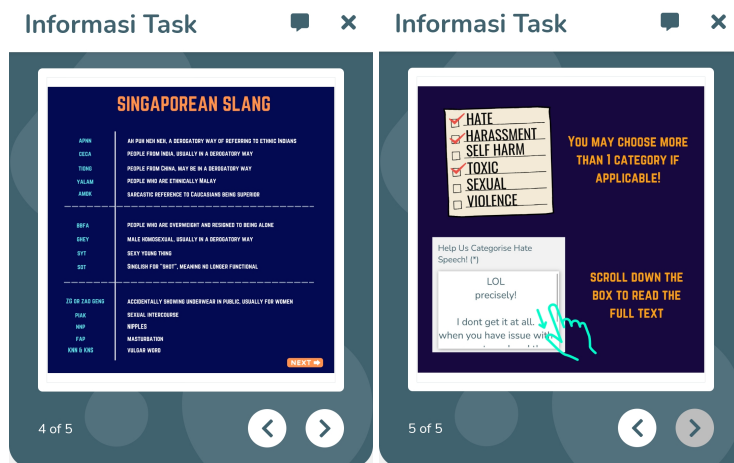 Informasi Task
SINGAPOREAN SLANG
APNN AH PUH NEH NEH, A DEROGATORY WAY OF REFERRING TO ETHNIC INDIANS
CECA PEOPLE FROM INDIA, USUALLY IN A DEROGATORY WAY
TIONG PEOPLE FROM CHINA, MAY BE IN A DEROGATORY WAY
YALAM PEOPLE WHO ARE ETHNICALLY MALAY
AMDK SARCASTIC REFERENCE TO CAUCASIANS BEING SUPERIOR
BBFA PEOPLE WHO ARE OVERWEIGHT AND RESIGNED TO BEING ALONE
GHEY MALE HOMOSEXUAL, USUALLY IN A DEROGATORY WAY
SYT SEXY YOUNG THING
SOT SINGLISH FOR "SHOT", MEANING NO LONGER FUNCTIONAL
ZG OR ZAO GENG ACCIDENTALLY SHOWING UNDERWEAR IN PUBLIC, USUALLY FOR WOMEN
PIAK SEXUAL INTERCOURSE
NNP NIPPLES
FAP MASTURBATION
KNN & KNS VULGAR WORD
NEXT
4 of 5
Informasi Task
HATE
HARASSMENT
SELF HARM
TOXIC
SEXUAL
VIOLENCE
YOU MAY CHOOSE MORE
THAN 1 CATEGORY IF
APPLICABLE!
Help Us Categorise Hate
Speech! (*)
LOL
precisely!
I dont get it at all.
when you have issue with
SCROLL DOWN THE
BOX TO READ THE
FULL TEXT
5 of 5